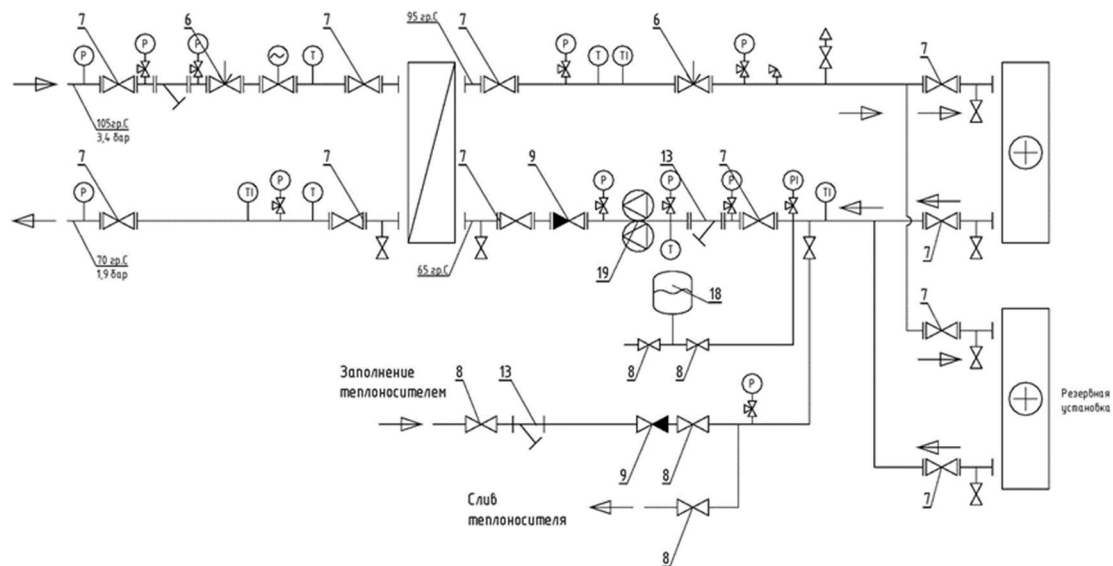 7 6 7 7 6 7
P P P T P T TI P
95 гр.С
105гр.С
3,4 бар
7 7 9 13 7
P TI P T P P P PI TI
7
70 гр.С
1,9 бар
65 гр.С
T
19
18
7
8 8
Заполнение
теплоносителем
8 13
P
Резервная
установка
9 8
7
Слив
теплоносителя
8
7